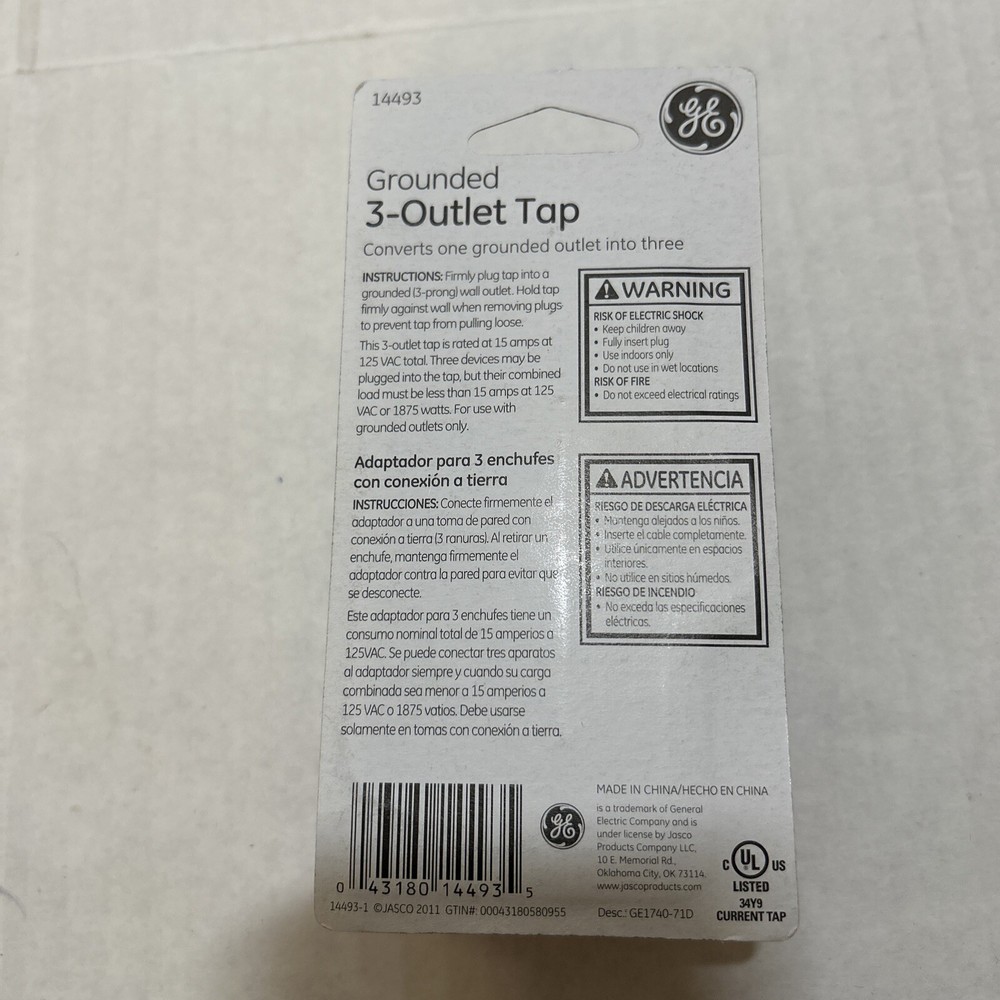 14493
GE
Grounded
3-Outlet Tap
Converts one grounded outlet into three
INSTRUCTIONS: Firmly plug tap into a
grounded (3-prong) wall outlet. Hold tap
firmly against wall when removing plugs
to prevent tap from pulling loose.
This 3-outlet tap is rated at 15 amps at
125 VAC total. Three devices may be
plugged into the tap, but their combined
load must be less than 15 amps at 125
VAC or 1875 watts. For use with
grounded outlets only.
WARNING
RISK OF ELECTRIC SHOCK
• Keep children away
• Fully insert plug
• Use indoors only
• Do not use in wet locations
RISK OF FIRE
• Do not exceed electrical ratings
Adaptador para 3 enchufes
con conexión a tierra
INSTRUCCIONES: Conecte firmemente el
adaptador a una toma de pared con
conexión a tierra (3 ranuras). Al retirar un
enchufe, mantenga firmemente el
adaptador contra la pared para evitar que
se desconecte.
Este adaptador para 3 enchufes tiene un
consumo nominal total de 15 amperios a
125VAC. Se puede conectar tres aparatos
al adaptador siempre y cuando su carga
combinada sea menor a 15 amperios a
125 VAC o 1875 vatios. Debe usarse
solamente en tomas con conexión a tierra.
ADVERTENCIA
RIESGO DE DESCARGA ELÉCTRICA
• Mantenga alejados a los niños.
• Inserte el cable completamente.
• Utilice únicamente en espacios
interiores.
• No utilice en sitios húmedos.
RIESGO DE INCENDIO
• No exceda las especificaciones
eléctricas.
0 43180 14493 5
14493-1 ©JASCO 2011 GTIN#: 00043180580955
MADE IN CHINA/HECHO EN CHINA
GE
is a trademark of General
Electric Company and is
under license by Jasco
Products Company LLC,
10 E. Memorial Rd.,
Oklahoma City, OK 73114.
www.jascoproducts.com
Desc.: GE1740-71D
C UL US
LISTED
34Y9
CURRENT TAP